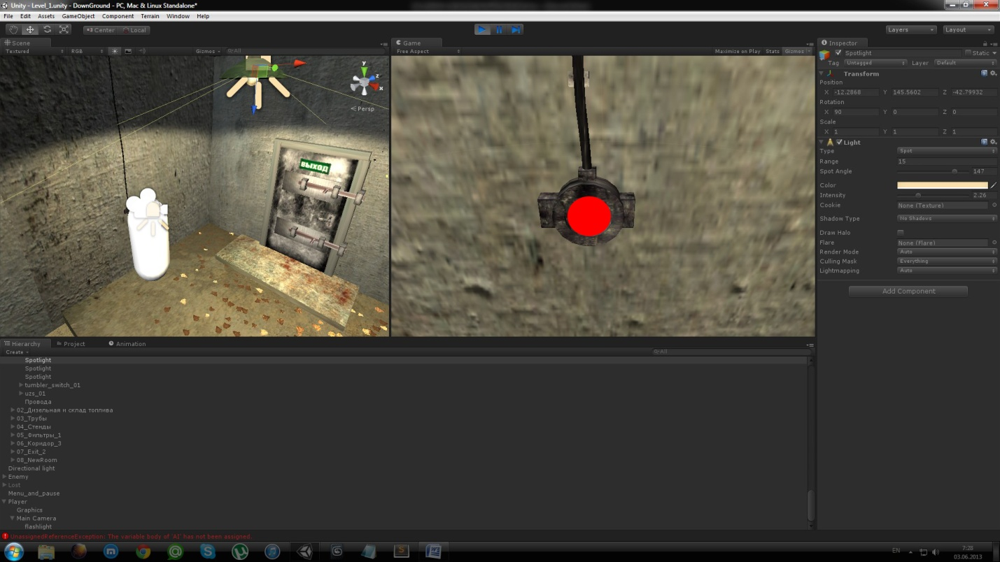 Unity - Level_1.unity - DownGround - PC, Mac & Linux Standalone*
File Edit Assets GameObject Component Terrain Window Help
Center Local Layers Layout
Scene Game Inspector
Textured RGB Gizmos All Free Aspect Maximize on Play Stats Gizmos
Spotlight Static
Tag Untagged Layer Default
Transform
Position
X -12.2868 Y 145.5602 Z -42.79932
Rotation
X 90 Y 0 Z 0
Scale
X 1 Y 1 Z 1
Light
Type Spot
Range 15
Spot Angle 147
Color
Intensity 2.26
Cookie None (Texture)
Shadow Type No Shadows
Draw Halo
Flare None (Flare)
Render Mode Auto
Culling Mask Everything
Lightmapping Auto
Add Component
y
z
x
Persp
ВЫХОД
Hierarchy Project Animation
Create All
Spotlight
Spotlight
Spotlight
tumbler_switch_01
uzs_01
Провода
02_Дизельная и склад топлива
03_Трубы
04_Стенды
05_Фильтры_1
06_Коридор_3
07_Exit_2
08_NewRoom
Directional light
Enemy
Lost
Menu_and_pause
Player
Graphics
Main Camera
flashlight
UnassignedReferenceException: The variable body of 'AI' has not been assigned.
EN
7:28
03.06.2013